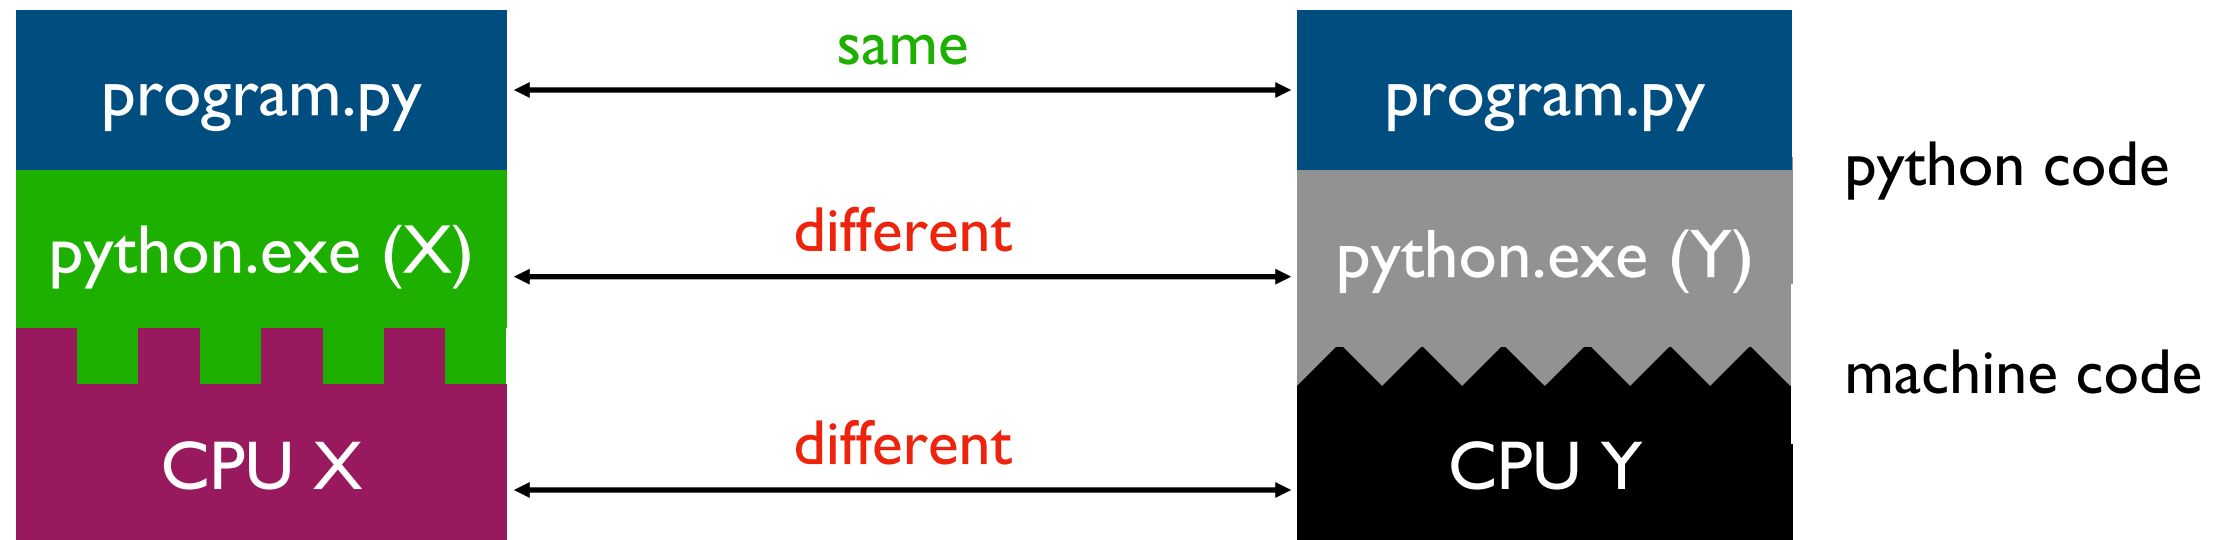 same
program.py
program.py
python code
different
python.exe (X)
python.exe (Y)
machine code
different
CPU X
CPU Y